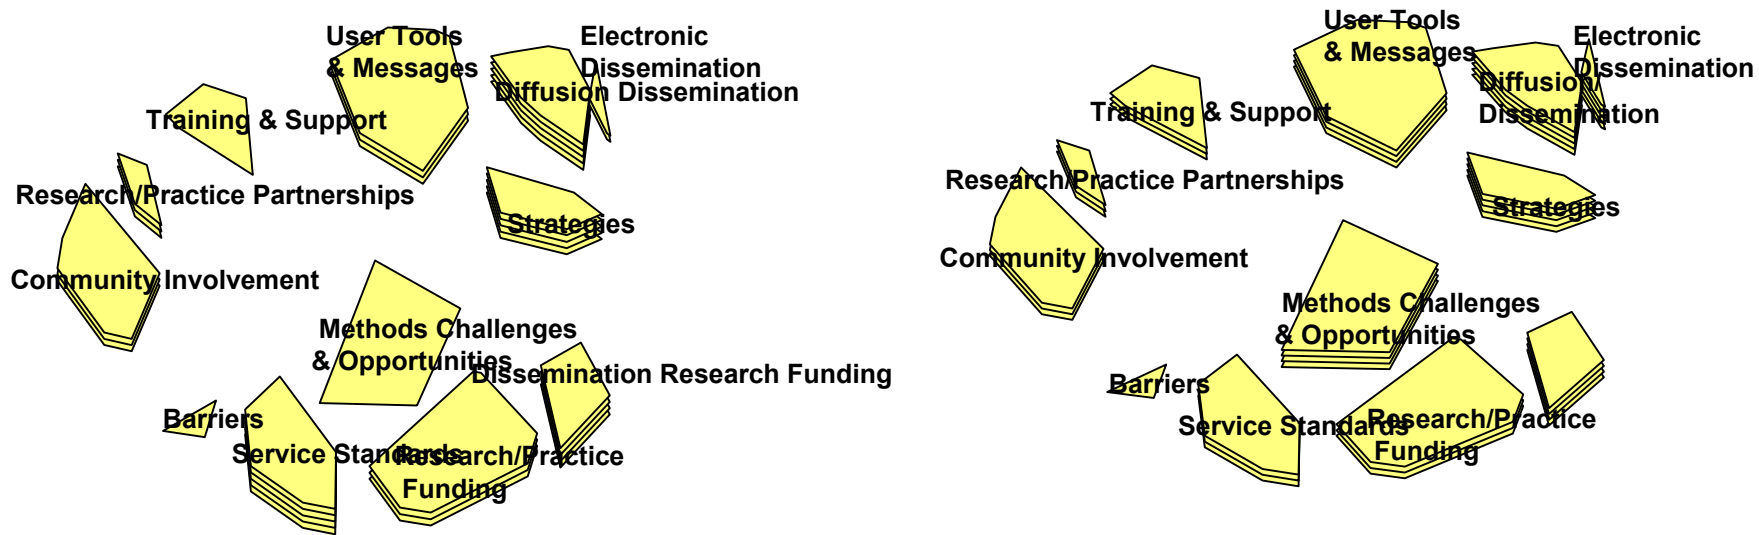 User Tools
& Messages
Electronic
Dissemination
Diffusion Dissemination
Training & Support
Research/Practice Partnerships
Strategies
Community Involvement
Methods Challenges
& Opportunities
Dissemination Research Funding
Barriers
Service Standards
Research/Practice
Funding
User Tools
& Messages
Electronic
Dissemination
Diffusion/
Dissemination
Training & Support
Research/Practice Partnerships
Strategies
Community Involvement
Methods Challenges
& Opportunities
Barriers
Service Standards
Research/Practice
Funding